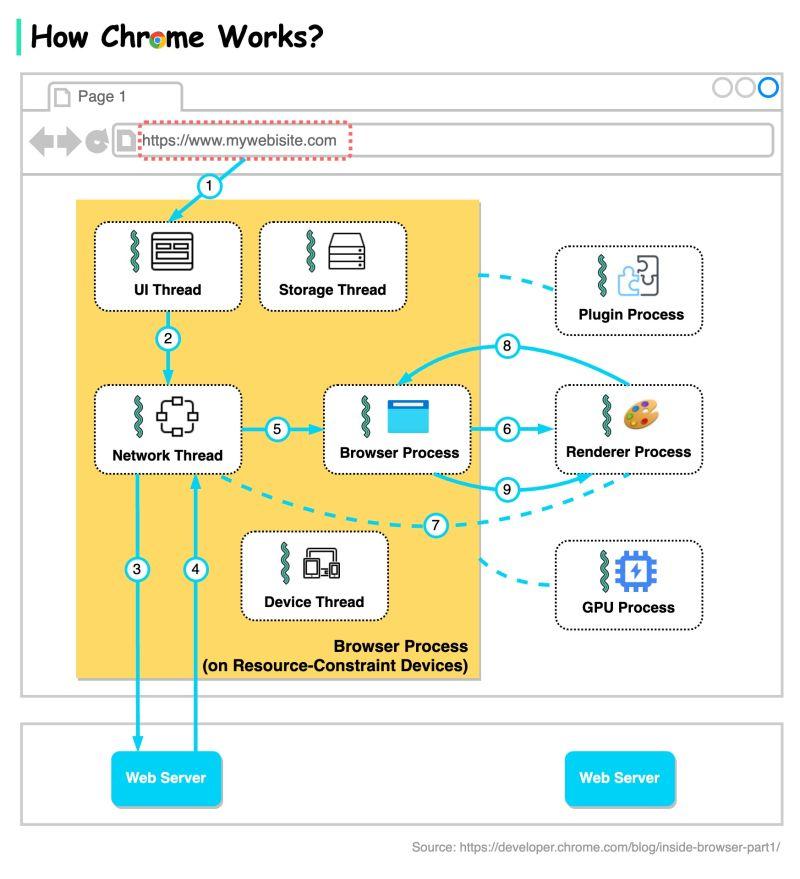 How Chrome Works?
Page 1
https://www.mywebisite.com
1
UI Thread
Storage Thread
Plugin Process
2
8
Network Thread
5
Browser Process
6
Renderer Process
9
7
3
4
Device Thread
GPU Process
Browser Process
(on Resource-Constraint Devices)
Web Server
Web Server
Source: https://developer.chrome.com/blog/inside-browser-part1/